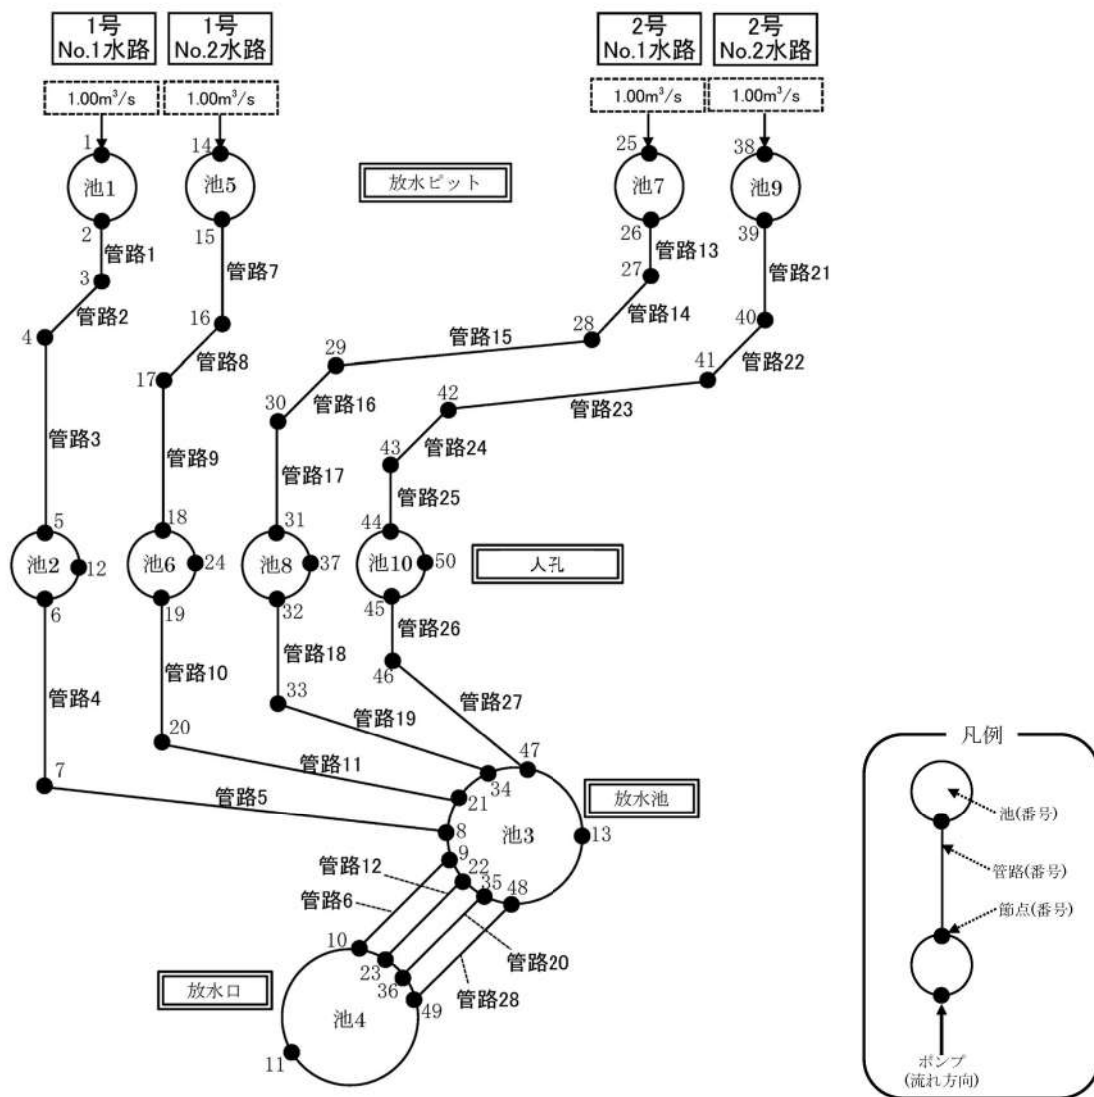 1号
No.1水路
1号
No.2水路
2号
No.1水路
2号
No.2水路
1.00m³/s
1.00m³/s
1.00m³/s
1.00m³/s
1
14
25
38
池1
池5
放水ピット
池7
池9
2
15
26
39
管路1
管路7
管路13
管路21
3
27
16
28
40
管路2
管路14
4
管路15
管路8
29
41
管路22
17
42
管路23
30
管路16
管路3
管路24
43
管路9
管路17
管路25
5
18
31
44
池2
12
池6
24
池8
37
池10
50
人孔
6
19
32
45
管路26
管路18
管路10
46
管路4
33
管路27
管路19
20
47
凡例
7
管路11
34
管路5
21
放水池
池(番号)
8
池3
13
9
管路12
22
管路(番号)
35
48
管路6
節点(番号)
10
23
管路20
36
放水口
管路28
49
池4
11
ポンプ
(流れ方向)